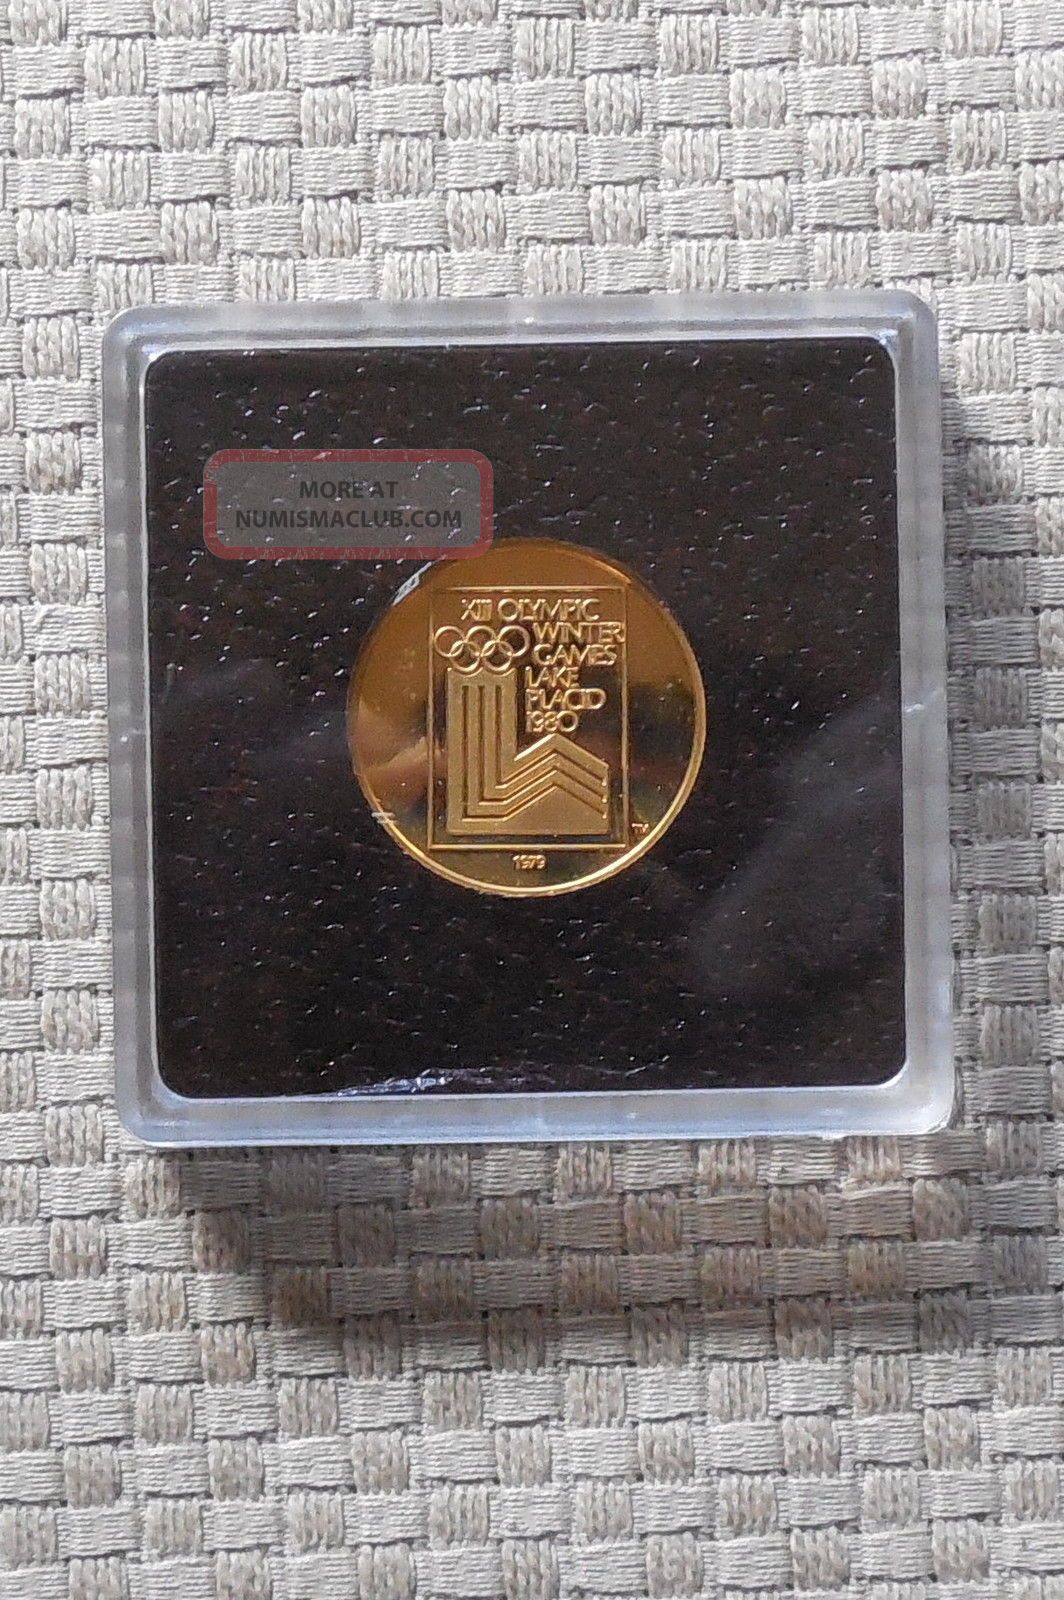 MORE AT
NUMISMACLUB.COM
XIII OLYMPIC
WINTER
GAMES
LAKE
PLACID
1980
TM
1979